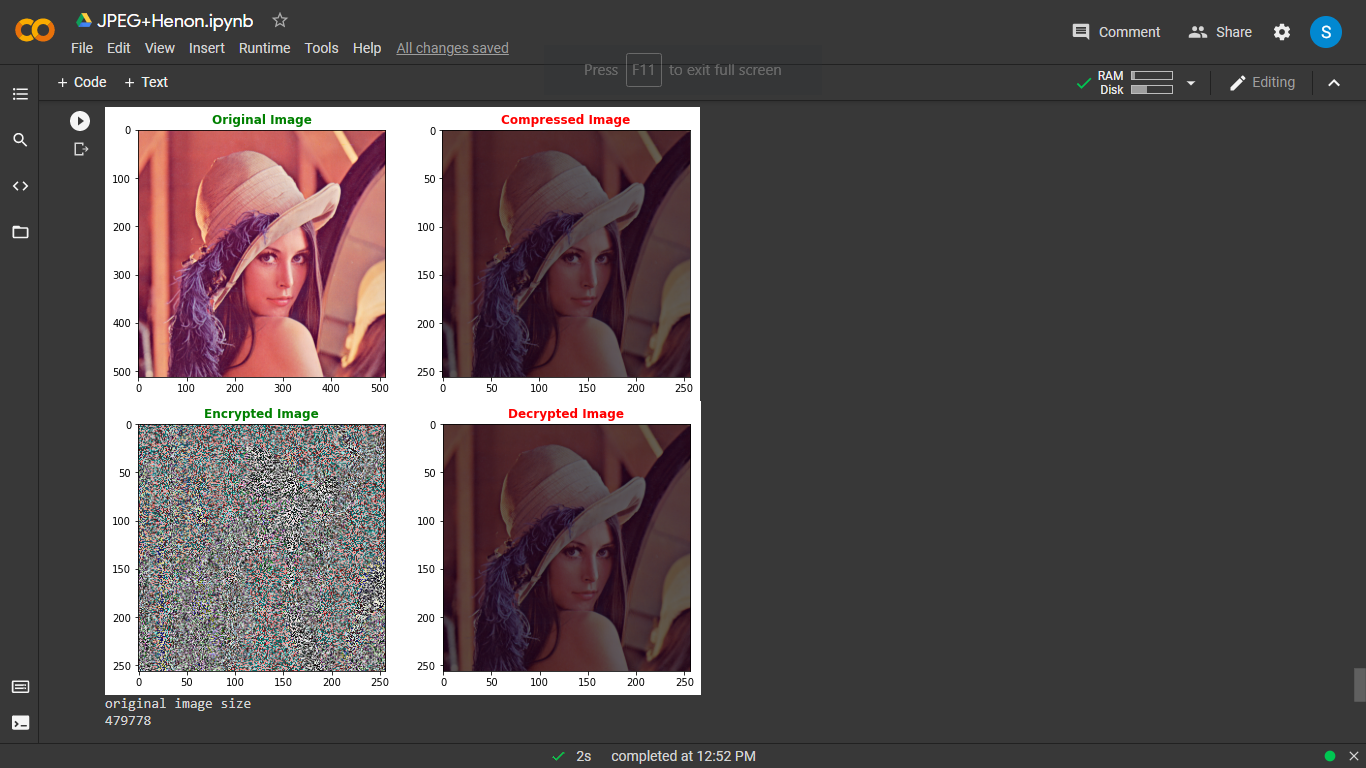 JPEG+Henon.ipynb
File Edit View Insert Runtime Tools Help All changes saved
Comment Share S
Press F11 to exit full screen
+ Code + Text
RAM
Disk
Editing
Original Image Compressed Image
0 0
100 50
200 100
300 150
400 200
500 250
0 100 200 300 400 500 0 50 100 150 200 250
Encrypted Image Decrypted Image
0 0
50 50
100 100
150 150
200 200
250 250
0 50 100 150 200 250 0 50 100 150 200 250
original image size
479778
2s completed at 12:52 PM